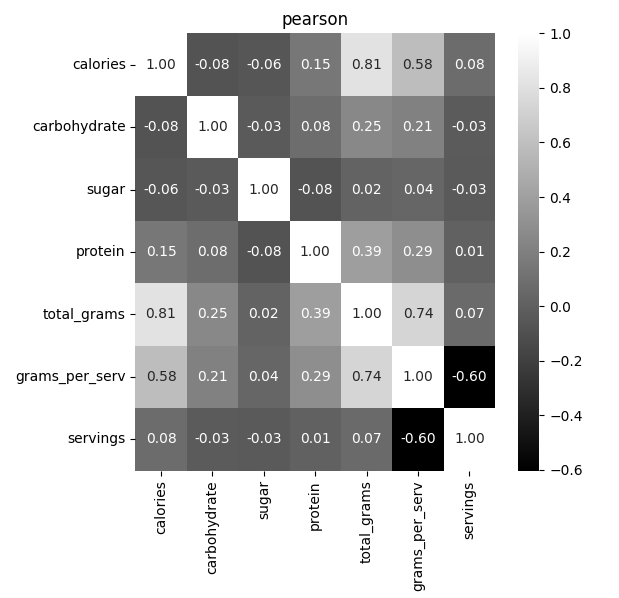 pearson
calories 1.00 -0.08 -0.06 0.15 0.81 0.58 0.08
carbohydrate -0.08 1.00 -0.03 0.08 0.25 0.21 -0.03
sugar -0.06 -0.03 1.00 -0.08 0.02 0.04 -0.03
protein 0.15 0.08 -0.08 1.00 0.39 0.29 0.01
total_grams 0.81 0.25 0.02 0.39 1.00 0.74 0.07
grams_per_serv 0.58 0.21 0.04 0.29 0.74 1.00 -0.60
servings 0.08 -0.03 -0.03 0.01 0.07 -0.60 1.00
calories
carbohydrate
sugar
protein
total_grams
grams_per_serv
servings
1.0
0.8
0.6
0.4
0.2
0.0
−0.2
−0.4
−0.6